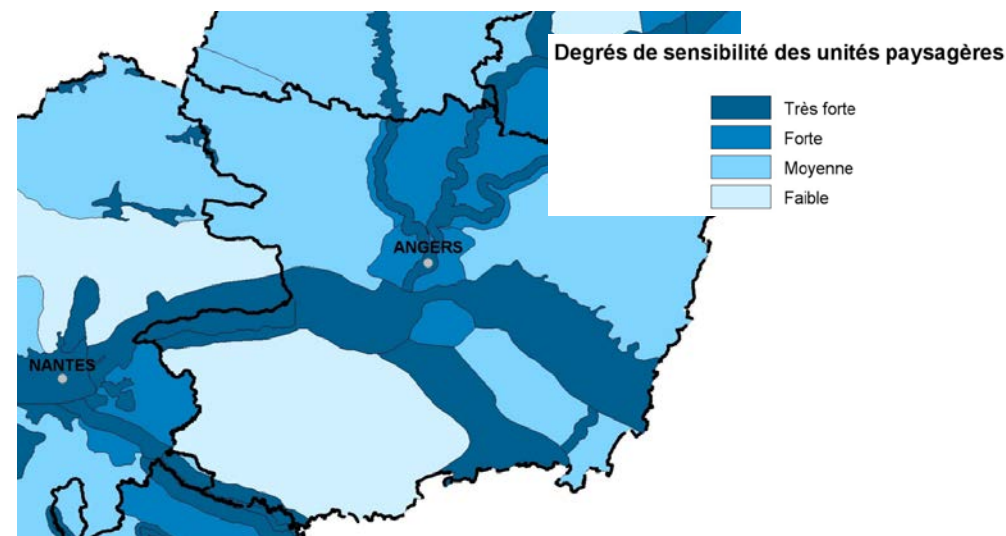 Degrés de sensibilité des unités paysagères
Très forte
Forte
Moyenne
Faible
ANGERS
NANTES